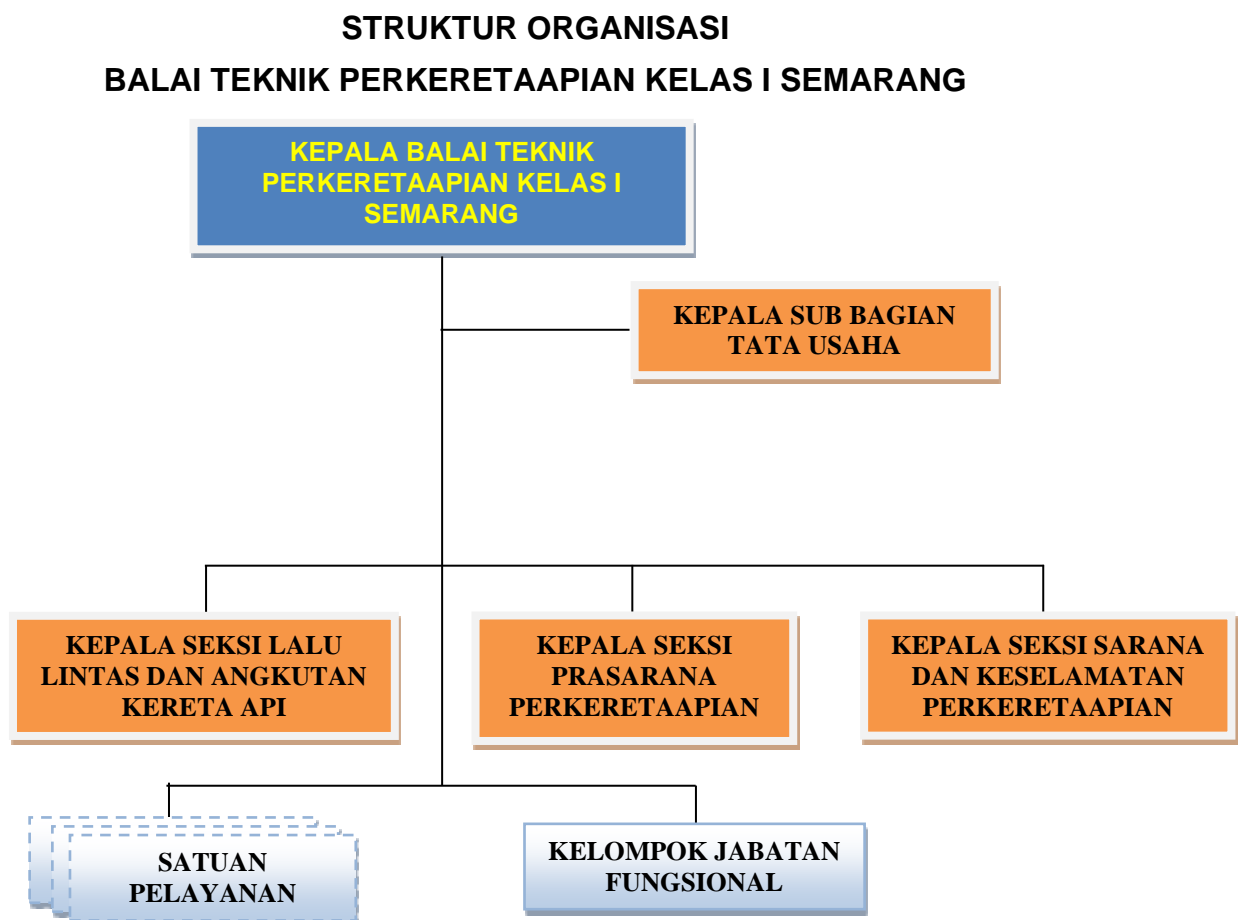 STRUKTUR ORGANISASI
BALAI TEKNIK PERKERETAAPIAN KELAS I SEMARANG
KEPALA BALAI TEKNIK
PERKERETAAPIAN KELAS I
SEMARANG
KEPALA SUB BAGIAN
TATA USAHA
KEPALA SEKSI LALU
LINTAS DAN ANGKUTAN
KERETA API
KEPALA SEKSI
PRASARANA
PERKERETAAPIAN
KEPALA SEKSI SARANA
DAN KESELAMATAN
PERKERETAAPIAN
SATUAN
PELAYANAN
KELOMPOK JABATAN
FUNGSIONAL